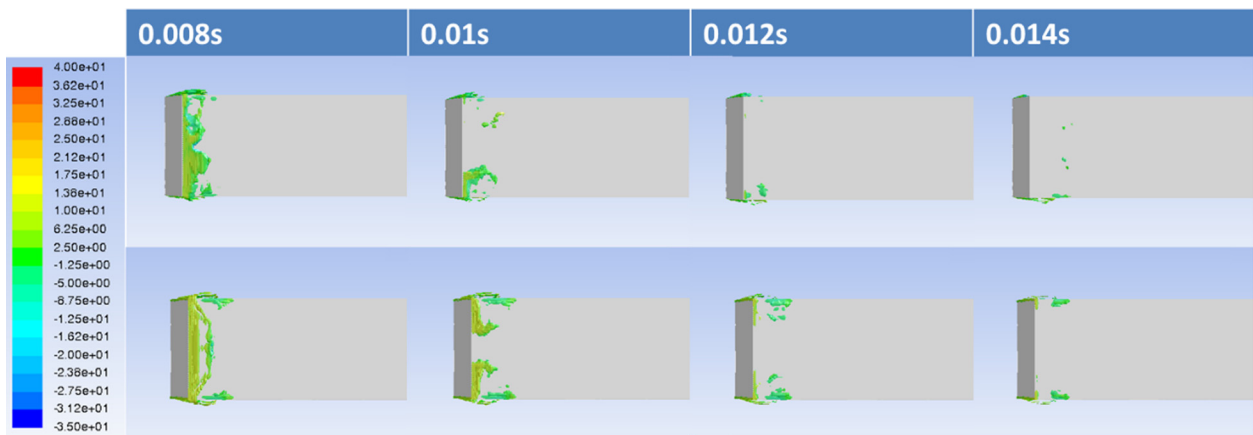 0.008s 0.01s 0.012s 0.014s
4.00e+01
3.62e+01
3.25e+01
2.88e+01
2.50e+01
2.12e+01
1.75e+01
1.38e+01
1.00e+01
6.25e+00
2.50e+00
-1.25e+00
-5.00e+00
-8.75e+00
-1.25e+01
-1.62e+01
-2.00e+01
-2.38e+01
-2.75e+01
-3.12e+01
-3.50e+01